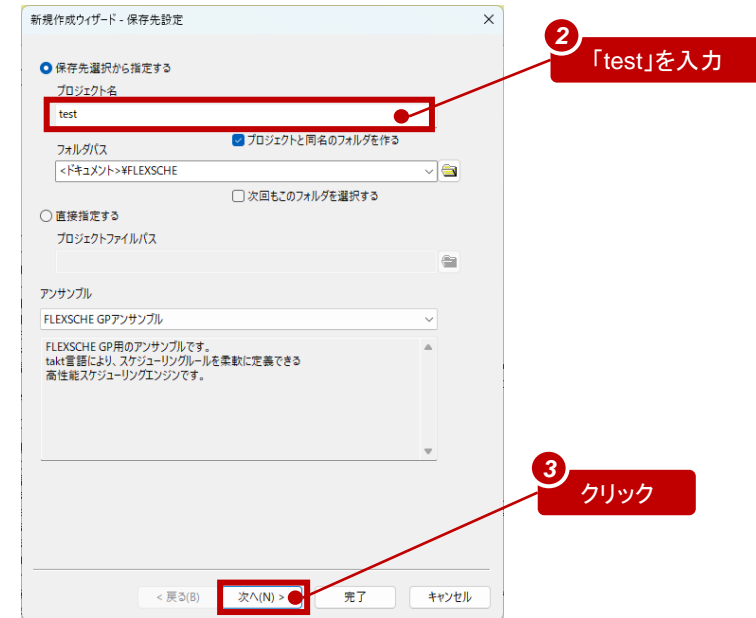 新規作成ウィザード - 保存先設定
2
「test」を入力
保存先選択から指定する
プロジェクト名
test
プロジェクトと同名のフォルダを作る
フォルダパス
<ドキュメント>¥FLEXSCHE
次回もこのフォルダを選択する
直接指定する
プロジェクトファイルパス
アンサンブル
FLEXSCHE GPアンサンブル
FLEXSCHE GP用のアンサンブルです。
takt言語により、スケジューリングルールを柔軟に定義できる
高性能スケジューリングエンジンです。
3
クリック
< 戻る(B)
次へ(N) >
完了
キャンセル